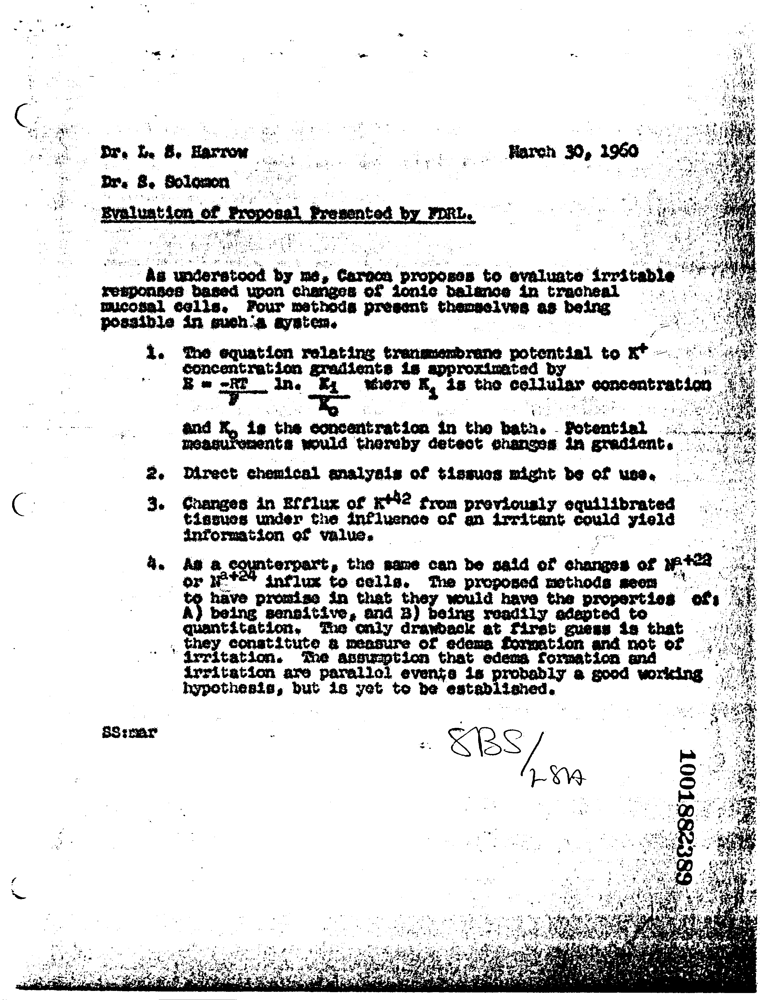 Dr. L. S. Harrow March 30, 1960
Dr. S. Solomon
Evaluation of Proposal Presented by FDRL.
As understood by me, Carson proposes to evaluate irritable
responses based upon changes of ionic balance in tracheal
mucosal cells. Four methods present themselves as being
possible in such a system.
1. The equation relating transmembrane potential to K+
concentration gradients is approximated by
E = -RT/F ln. Ki/Ko where Ki is the cellular concentration
and Ko is the concentration in the bath. Potential
measurements would thereby detect changes in gradient.
2. Direct chemical analysis of tissues might be of use.
3. Changes in Efflux of K+42 from previously equilibrated
tissues under the influence of an irritant could yield
information of value.
4. As a counterpart, the same can be said of changes of Na+22
or Na+24 influx to cells. The proposed methods seem
to have promise in that they would have the properties of:
A) being sensitive, and B) being readily adapted to
quantitation. The only drawback at first guess is that
they constitute a measure of edema formation and not of
irritation. The assumption that edema formation and
irritation are parallel events is probably a good working
hypothesis, but is yet to be established.
SS:mar
SBS/
1001882389